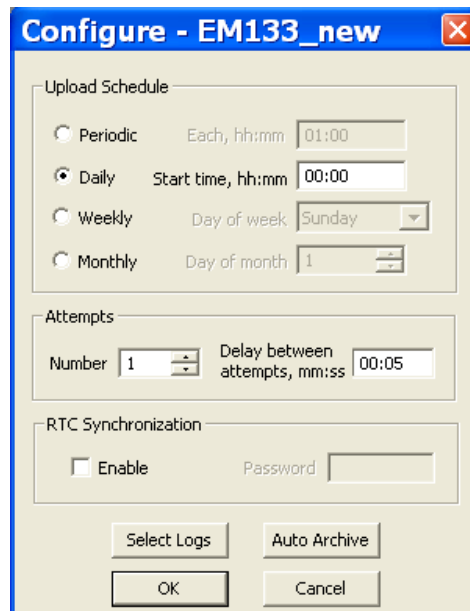 Configure - EM133_new
Upload Schedule
Periodic Each, hh:mm 01:00
Daily Start time, hh:mm 00:00
Weekly Day of week Sunday
Monthly Day of month 1
Attempts
Number 1 Delay between attempts, mm:ss 00:05
RTC Synchronization
Enable Password
Select Logs Auto Archive
OK Cancel